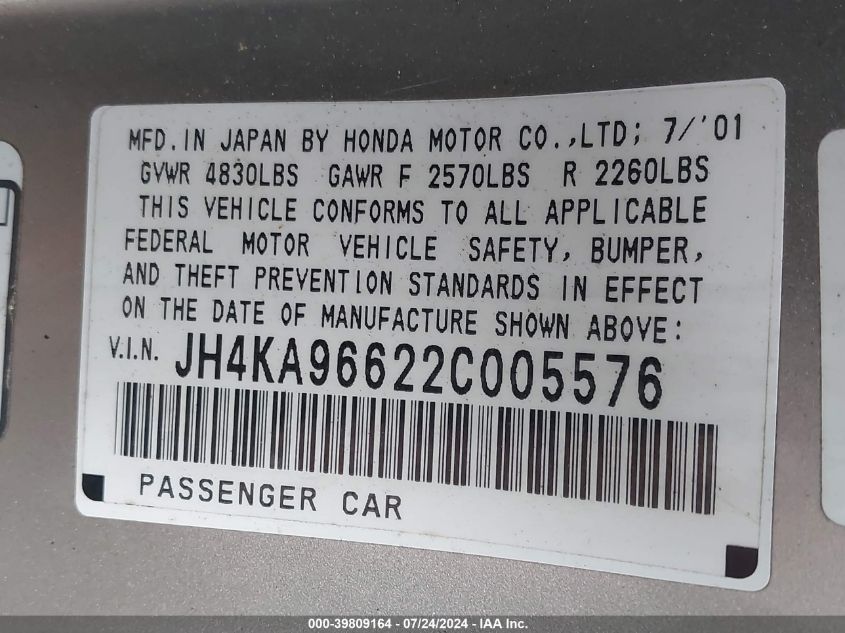 MFD.IN JAPAN BY HONDA MOTOR CO.,LTD; 7/'01
GVWR 4830LBS GAWR F 2570LBS R 2260LBS
THIS VEHICLE CONFORMS TO ALL APPLICABLE
FEDERAL MOTOR VEHICLE SAFETY, BUMPER,
AND THEFT PREVENTION STANDARDS IN EFFECT
ON THE DATE OF MANUFACTURE SHOWN ABOVE:
V.I.N. JH4KA96622C005576
PASSENGER CAR
000-39809164 - 07/24/2024 - IAA Inc.